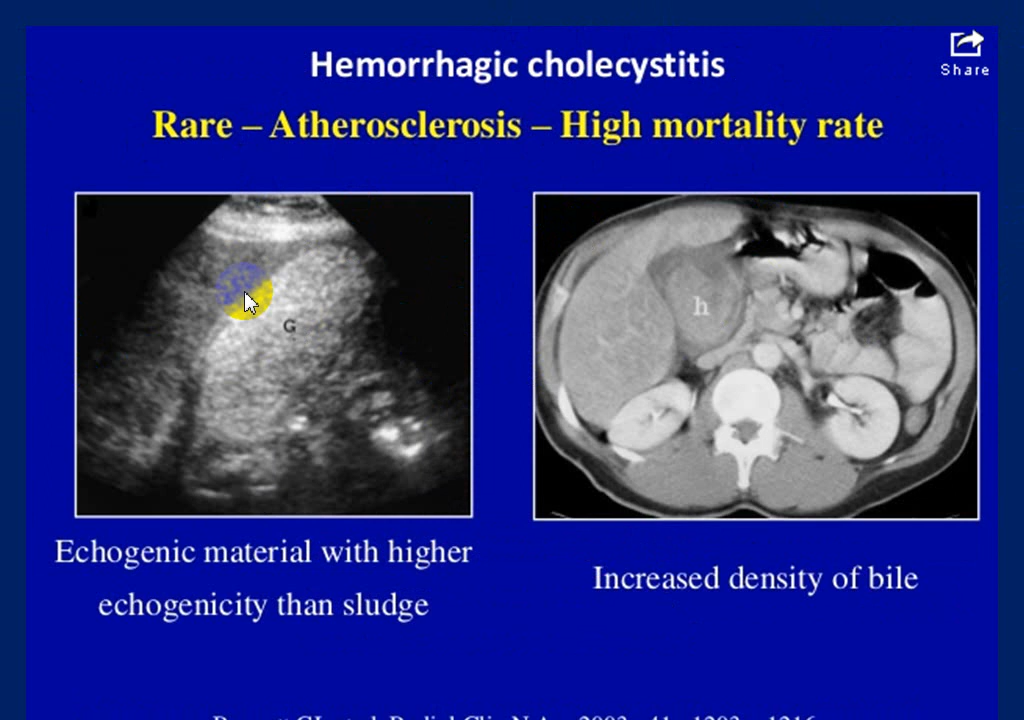 Hemorrhagic cholecystitis
Share
Rare – Atherosclerosis – High mortality rate
G
h
Echogenic material with higher
echogenicity than sludge
Increased density of bile